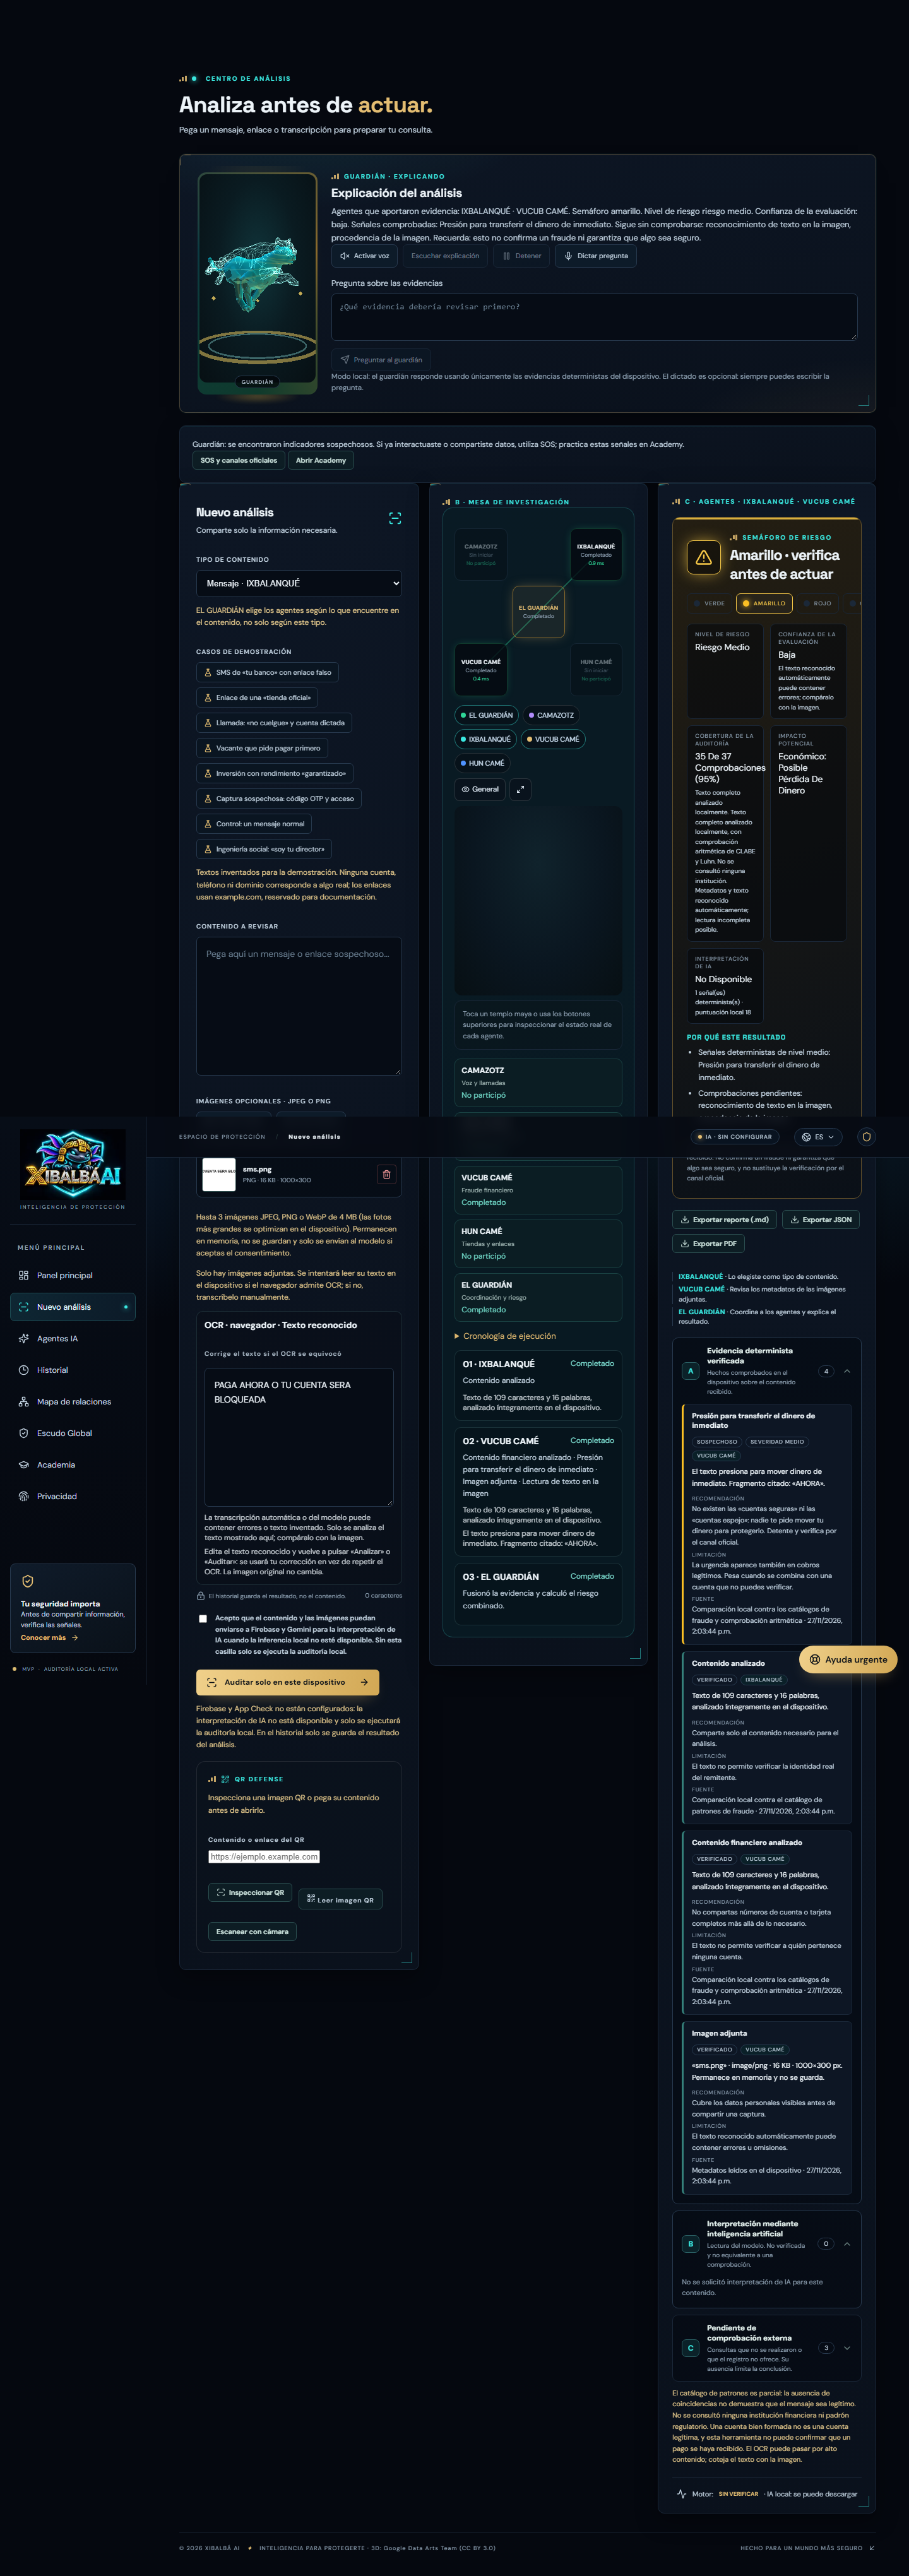 CENTRO DE ANÁLISIS
Analiza antes de actuar.
Pega un mensaje, enlace o transcripción para preparar tu consulta.
GUARDIÁN
GUARDIÁN · EXPLICANDO
Explicación del análisis
Agentes que aportaron evidencia: IXBALANQUÉ · VUCUB CAMÉ. Semáforo amarillo. Nivel de riesgo riesgo medio. Confianza de la evaluación:
baja. Señales comprobadas: Presión para transferir el dinero de inmediato. Sigue sin comprobarse: reconocimiento de texto en la imagen,
procedencia de la imagen. Recuerda: esto no confirma un fraude ni garantiza que algo sea seguro.
Activar voz
Escuchar explicación
Detener
Dictar pregunta
Pregunta sobre las evidencias
¿Qué evidencia debería revisar primero?
Preguntar al guardián
Modo local: el guardián responde usando únicamente las evidencias deterministas del dispositivo. El dictado es opcional: siempre puedes escribir la
pregunta.
Guardián: se encontraron indicadores sospechosos. Si ya interactuaste o compartiste datos, utiliza SOS; practica estas señales en Academy.
SOS y canales oficiales
Abrir Academy
Nuevo análisis
Comparte solo la información necesaria.
TIPO DE CONTENIDO
Mensaje · IXBALANQUÉ
EL GUARDIÁN elige los agentes según lo que encuentre en
el contenido, no solo según este tipo.
CASOS DE DEMOSTRACIÓN
SMS de «tu banco» con enlace falso
Enlace de una «tienda oficial»
Llamada: «no cuelgue» y cuenta dictada
Vacante que pide pagar primero
Inversión con rendimiento «garantizado»
Captura sospechosa: código OTP y acceso
Control: un mensaje normal
Ingeniería social: «soy tu director»
Textos inventados para la demostración. Ninguna cuenta,
teléfono ni dominio corresponde a algo real; los enlaces
usan example.com, reservado para documentación.
CONTENIDO A REVISAR
Pega aquí un mensaje o enlace sospechoso...
IMÁGENES OPCIONALES · JPEG O PNG
sms.png
PNG · 16 KB · 1000×300
Hasta 3 imágenes JPEG, PNG o WebP de 4 MB (las fotos
más grandes se optimizan en el dispositivo). Permanecen
en memoria, no se guardan y solo se envían al modelo si
aceptas el consentimiento.
Solo hay imágenes adjuntas. Se intentará leer su texto en
el dispositivo si el navegador admite OCR; si no,
transcríbelo manualmente.
OCR · navegador · Texto reconocido
Corrige el texto si el OCR se equivocó
PAGA AHORA O TU CUENTA SERA
BLOQUEADA
La transcripción automática o del modelo puede
contener errores o texto inventado. Solo se analiza el
texto mostrado aquí; compáralo con la imagen.
Edita el texto reconocido y vuelve a pulsar «Analizar» o
«Auditar»: se usará tu corrección en vez de repetir el
OCR. La imagen original no cambia.
El historial guarda el resultado, no el contenido.
0 caracteres
Acepto que el contenido y las imágenes puedan
enviarse a Firebase y Gemini para la interpretación de
IA cuando la inferencia local no esté disponible. Sin esta
casilla solo se ejecuta la auditoría local.
Auditar solo en este dispositivo
Firebase y App Check no están configurados: la
interpretación de IA no está disponible y solo se ejecutará
la auditoría local. En el historial solo se guarda el resultado
del análisis.
QR DEFENSE
Inspecciona una imagen QR o pega su contenido
antes de abrirlo.
Contenido o enlace del QR
https://ejemplo.example.com
Inspeccionar QR
Leer imagen QR
Escanear con cámara
B · MESA DE INVESTIGACIÓN
CAMAZOTZ
Sin iniciar
No participó
IXBALANQUÉ
Completado
0.9 ms
EL GUARDIÁN
Completado
VUCUB CAMÉ
Completado
0.4 ms
HUN CAMÉ
Sin iniciar
No participó
EL GUARDIÁN
CAMAZOTZ
IXBALANQUÉ
VUCUB CAMÉ
HUN CAMÉ
General
Toca un templo maya o usa los botones
superiores para inspeccionar el estado real de
cada agente.
CAMAZOTZ
Voz y llamadas
No participó
VUCUB CAMÉ
Fraude financiero
Completado
HUN CAMÉ
Tiendas y enlaces
No participó
EL GUARDIÁN
Coordinación y riesgo
Completado
Cronología de ejecución
01 · IXBALANQUÉ
Completado
Contenido analizado
Texto de 109 caracteres y 16 palabras,
analizado íntegramente en el dispositivo.
02 · VUCUB CAMÉ
Completado
Contenido financiero analizado · Presión
para transferir el dinero de inmediato ·
Imagen adjunta · Lectura de texto en la
imagen
Texto de 109 caracteres y 16 palabras,
analizado íntegramente en el dispositivo.
El texto presiona para mover dinero de
inmediato. Fragmento citado: «AHORA».
03 · EL GUARDIÁN
Completado
Fusionó la evidencia y calculó el riesgo
combinado.
C · AGENTES · IXBALANQUÉ · VUCUB CAMÉ
SEMÁFORO DE RIESGO
Amarillo · verifica
antes de actuar
VERDE
AMARILLO
ROJO
NIVEL DE RIESGO
Riesgo Medio
CONFIANZA DE LA
EVALUACIÓN
Baja
El texto reconocido
automáticamente
puede contener
errores; compáralo
con la imagen.
COBERTURA DE LA
AUDITORÍA
35 De 37
Comprobaciones
(95%)
Texto completo
analizado
localmente. Texto
completo analizado
localmente, con
comprobación
aritmética de CLABE
y Luhn. No se
consultó ninguna
institución.
Metadatos y texto
reconocido
automáticamente;
lectura incompleta
posible.
IMPACTO
POTENCIAL
Económico:
Posible
Pérdida De
Dinero
INTERPRETACIÓN
DE IA
No Disponible
1 señal(es)
determinista(s) ·
puntuación local 18
POR QUÉ ESTE RESULTADO
Señales deterministas de nivel medio:
Presión para transferir el dinero de
inmediato.
Comprobaciones pendientes:
reconocimiento de texto en la imagen,
algo sea seguro, y no sustituye la verificación por el
canal oficial.
Exportar reporte (.md)
Exportar JSON
Exportar PDF
IXBALANQUÉ · Lo elegiste como tipo de contenido.
VUCUB CAMÉ · Revisa los metadatos de las imágenes
adjuntas.
EL GUARDIÁN · Coordina a los agentes y explica el
resultado.
A
Evidencia determinista
verificada
Hechos comprobados en el
dispositivo sobre el contenido
recibido.
4
Presión para transferir el dinero de
inmediato
SOSPECHOSO
SEVERIDAD MEDIO
VUCUB CAMÉ
El texto presiona para mover dinero de
inmediato. Fragmento citado: «AHORA».
RECOMENDACIÓN
No existen las «cuentas seguras» ni las
«cuentas espejo»: nadie te pide mover tu
dinero para protegerlo. Detente y verifica por
el canal oficial.
LIMITACIÓN
La urgencia aparece también en cobros
legítimos. Pesa cuando se combina con una
cuenta que no puedes verificar.
FUENTE
Comparación local contra los catálogos de
fraude y comprobación aritmética · 27/11/2026,
2:03:44 p.m.
Contenido analizado
VERIFICADO
IXBALANQUÉ
Texto de 109 caracteres y 16 palabras,
analizado íntegramente en el dispositivo.
RECOMENDACIÓN
Comparte solo el contenido necesario para el
análisis.
LIMITACIÓN
El texto no permite verificar la identidad real
del remitente.
FUENTE
Comparación local contra el catálogo de
patrones de fraude · 27/11/2026, 2:03:44 p.m.
Contenido financiero analizado
VERIFICADO
VUCUB CAMÉ
Texto de 109 caracteres y 16 palabras,
analizado íntegramente en el dispositivo.
RECOMENDACIÓN
No compartas números de cuenta o tarjeta
completos más allá de lo necesario.
LIMITACIÓN
El texto no permite verificar a quién pertenece
ninguna cuenta.
FUENTE
Comparación local contra los catálogos de
fraude y comprobación aritmética · 27/11/2026,
2:03:44 p.m.
Imagen adjunta
VERIFICADO
VUCUB CAMÉ
«sms.png» · image/png · 16 KB · 1000×300 px.
Permanece en memoria y no se guarda.
RECOMENDACIÓN
Cubre los datos personales visibles antes de
compartir una captura.
LIMITACIÓN
El texto reconocido automáticamente puede
contener errores u omisiones.
FUENTE
Metadatos leídos en el dispositivo · 27/11/2026,
2:03:44 p.m.
B
Interpretación mediante
inteligencia artificial
Lectura del modelo. No verificada
y no equivalente a una
comprobación.
0
No se solicitó interpretación de IA para este
contenido.
C
Pendiente de
comprobación externa
Consultas que no se realizaron o
que el registro no ofrece. Su
ausencia limita la conclusión.
3
El catálogo de patrones es parcial: la ausencia de
coincidencias no demuestra que el mensaje sea legítimo.
No se consultó ninguna institución financiera ni padrón
regulatorio. Una cuenta bien formada no es una cuenta
legítima, y esta herramienta no puede confirmar que un
pago se haya recibido. El OCR puede pasar por alto
contenido; coteja el texto con la imagen.
Motor: SIN VERIFICAR · IA local: se puede descargar
XIBALBÁ AI
INTELIGENCIA DE PROTECCIÓN
MENÚ PRINCIPAL
Panel principal
Nuevo análisis
Agentes IA
Historial
Mapa de relaciones
Escudo Global
Academia
Privacidad
Tu seguridad importa
Antes de compartir información,
verifica las señales.
Conocer más
MVP · AUDITORÍA LOCAL ACTIVA
ESPACIO DE PROTECCIÓN / Nuevo análisis
IA · SIN CONFIGURAR
ES
Ayuda urgente
© 2026 XIBALBÁ AI
INTELIGENCIA PARA PROTEGERTE · 3D: Google Data Arts Team (CC BY 3.0)
HECHO PARA UN MUNDO MÁS SEGURO